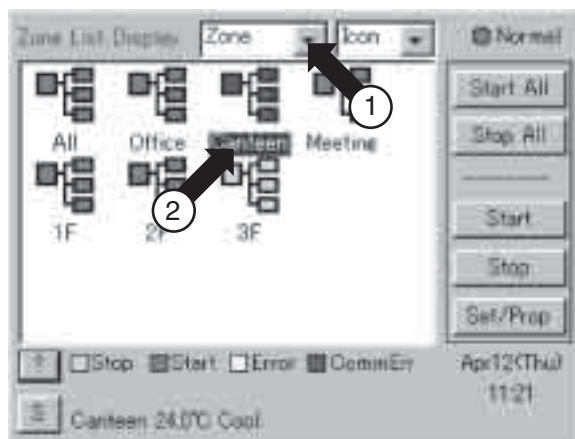 Zone List Display Zone Icon Normal
Start All
1
All Office Canteen Meeting
Stop All
2
1F 2F 3F
Start
Stop
Set/Prop
Stop Start Error CommErr
Apr12(Thu)
11:21
Canteen 24.0℃ Cool